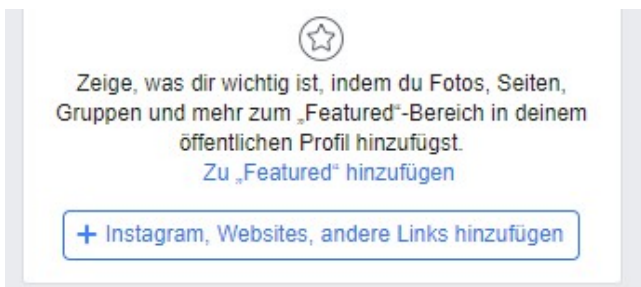 Zeige, was dir wichtig ist, indem du Fotos, Seiten,
Gruppen und mehr zum „Featured“-Bereich in deinem
öffentlichen Profil hinzufügst.
Zu „Featured“ hinzufügen
+ Instagram, Websites, andere Links hinzufügen